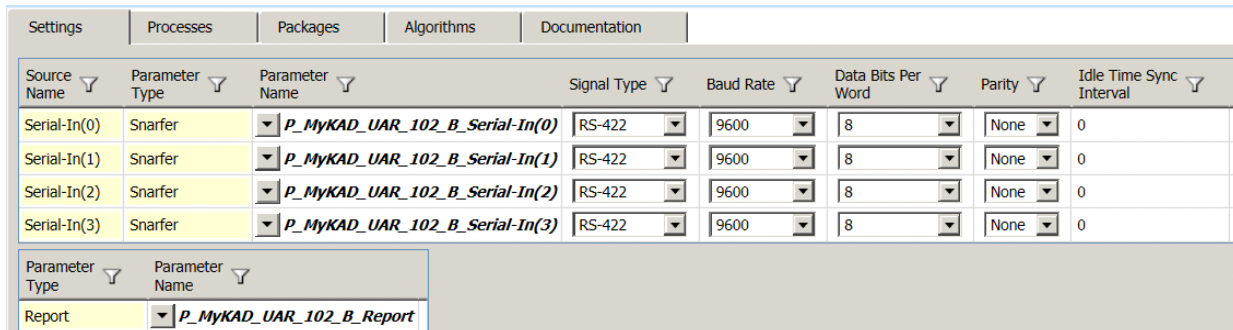 Settings Processes Packages Algorithms Documentation
Source Name Parameter Type Parameter Name Signal Type Baud Rate Data Bits Per Word Parity Idle Time Sync Interval
Serial-In(0) Snarfer P_MyKAD_UAR_102_B_Serial-In(0) RS-422 9600 8 None 0
Serial-In(1) Snarfer P_MyKAD_UAR_102_B_Serial-In(1) RS-422 9600 8 None 0
Serial-In(2) Snarfer P_MyKAD_UAR_102_B_Serial-In(2) RS-422 9600 8 None 0
Serial-In(3) Snarfer P_MyKAD_UAR_102_B_Serial-In(3) RS-422 9600 8 None 0
Parameter Type Parameter Name
Report P_MyKAD_UAR_102_B_Report